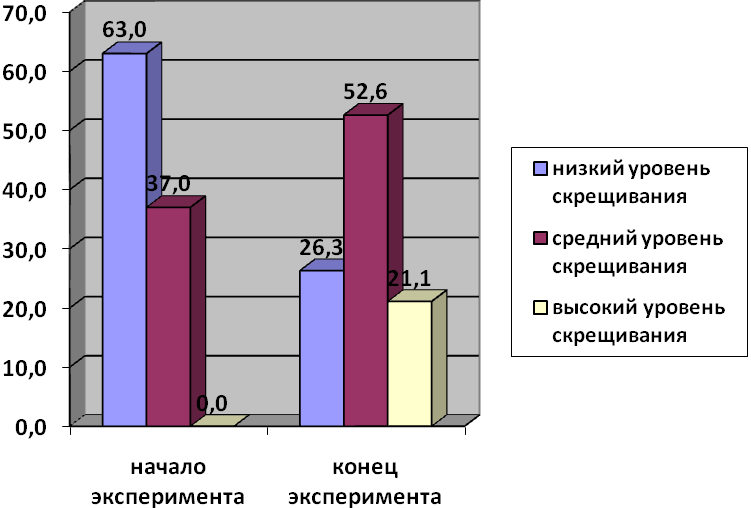 70,0
60,0
50,0
40,0
30,0
20,0
10,0
0,0
63,0
37,0
0,0
26,3
52,6
21,1
начало
эксперимента
конец
эксперимента
низкий уровень
скрещивания
средний уровень
скрещивания
высокий уровень
скрещивания